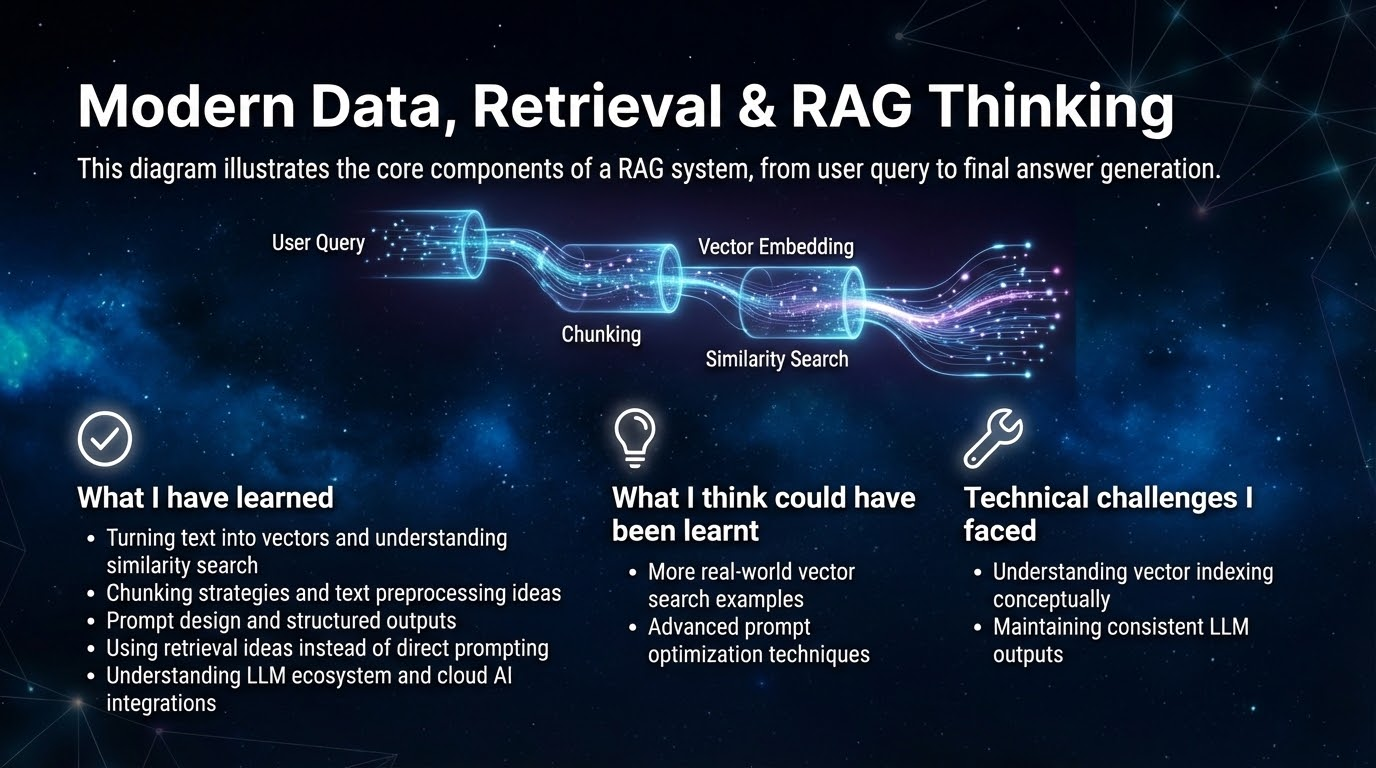 Modern Data, Retrieval & RAG Thinking
This diagram illustrates the core components of a RAG system, from user query to final answer generation.
User Query
Vector Embedding
Chunking
Similarity Search
What I have learned
• Turning text into vectors and understanding
similarity search
• Chunking strategies and text preprocessing ideas
• Prompt design and structured outputs
• Using retrieval ideas instead of direct prompting
• Understanding LLM ecosystem and cloud AI
integrations
What I think could have
been learnt
• More real-world vector
search examples
• Advanced prompt
optimization techniques
Technical challenges I
faced
• Understanding vector indexing
conceptually
• Maintaining consistent LLM
outputs